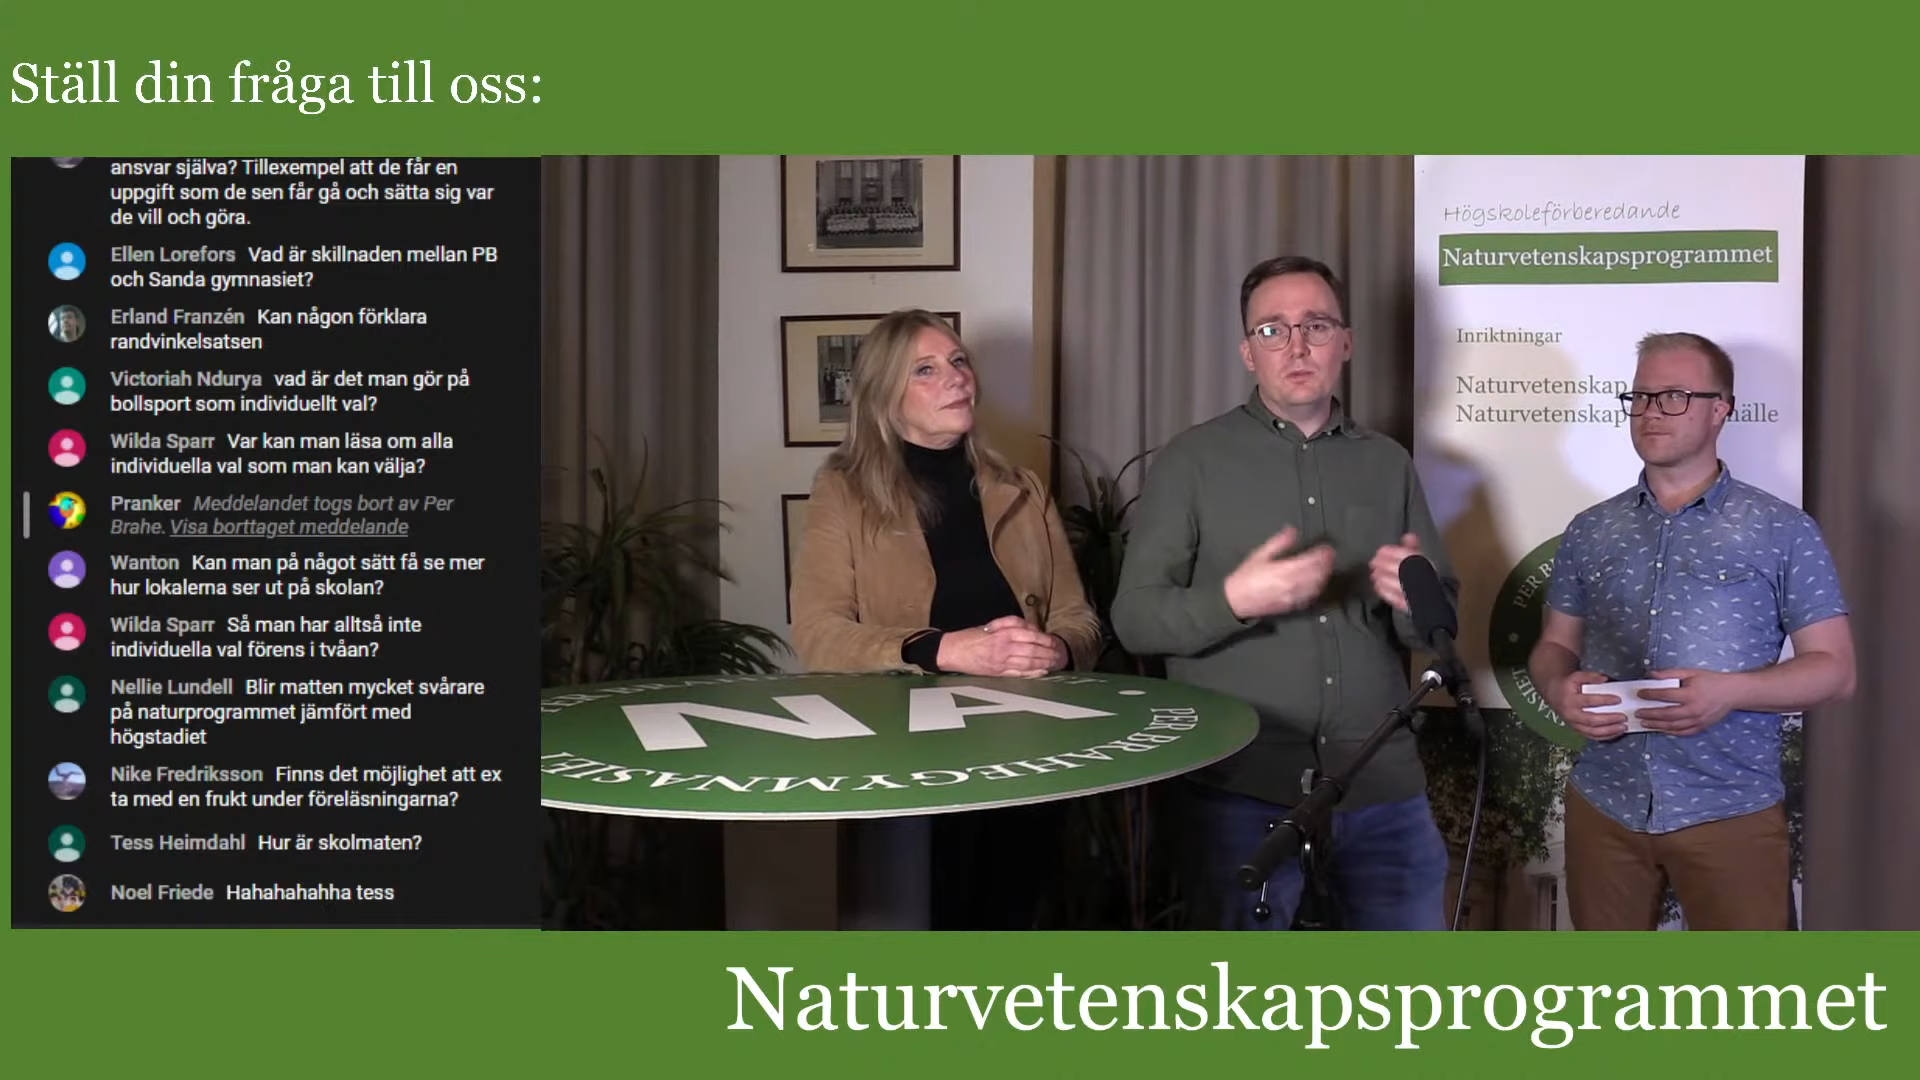 Ställ din fråga till oss:
ansvar själva? Tillexempel att de får en
uppgift som de sen får gå och sätta sig var
de vill och göra.
Ellen Lorefors Vad är skillnaden mellan PB
och Sanda gymnasiet?
Erland Franzén Kan någon förklara
randvinkelsatsen
Victoriah Ndurya vad är det man gör på
bollsport som individuellt val?
Wilda Sparr Var kan man läsa om alla
individuella val som man kan välja?
Pranker Meddelandet togs bort av Per
Brahe. Visa borttaget meddelande
Wanton Kan man på något sätt få se mer
hur lokalerna ser ut på skolan?
Wilda Sparr Så man har alltså inte
individuella val förens i tvåan?
Nellie Lundell Blir matten mycket svårare
på naturprogrammet jämfört med
högstadiet
Nike Fredriksson Finns det möjlighet att ex
ta med en frukt under föreläsningarna?
Tess Heimdahl Hur är skolmaten?
Noel Friede Hahahahahha tess
Högskoleförberedande
Naturvetenskapsprogrammet
Inriktningar
Naturvetenskap
Naturvetenskap hälle
PER B
NASIET
NA
PER BRAHEGYMNASIET
Naturvetenskapsprogrammet